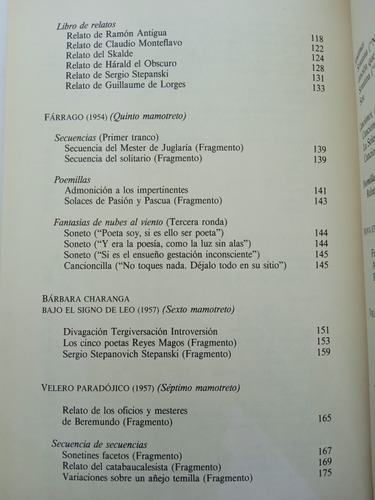 Libro de relatos
Relato de Ramón Antigua 118
Relato de Claudio Monteflavo 122
Relato del Skalde 124
Relato de Hárald el Obscuro 128
Relato de Sergio Stepanski 131
Relato de Guillaume de Lorges 133
FÁRRAGO (1954) (Quinto mamotreto)
Secuencias (Primer tranco)
Secuencia del Mester de Juglaría (Fragmento) 139
Secuencia del solitario (Fragmento) 139
Poemillas
Admonición a los impertinentes 141
Solaces de Pasión y Pascua (Fragmento) 143
Fantasías de nubes al viento (Tercera ronda)
Soneto ("Poeta soy, si es ello ser poeta") 144
Soneto ("Y era la poesía, como la luz sin alas") 144
Soneto ("Si es el ensueño gestación inconsciente") 145
Cancioncilla ("No toques nada. Déjalo todo en su sitio") 145
BÁRBARA CHARANGA
BAJO EL SIGNO DE LEO (1957) (Sexto mamotreto)
Divagación Tergiversación Introversión 151
Los cinco poetas Reyes Magos (Fragmento) 153
Sergio Stepanovich Stepanski (Fragmento) 159
VELERO PARADÓJICO (1957) (Séptimo mamotreto)
Relato de los oficios y mesteres
de Beremundo (Fragmento) 165
Secuencia de secuencias
Sonetines facetos (Fragmento) 167
Relato del catabaucalesista (Fragmento) 169
Variaciones sobre un añejo temilla (Fragmento) 175